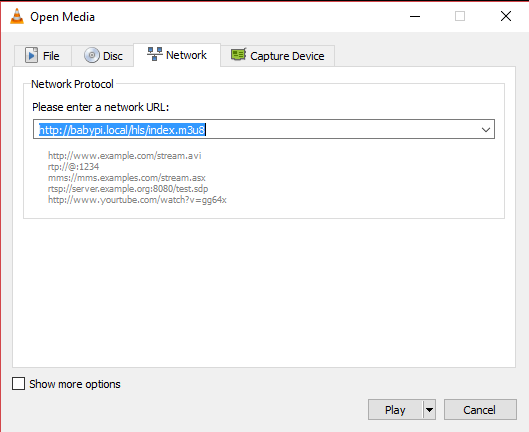 Open Media
File
Disc
Network
Capture Device
Network Protocol
Please enter a network URL:
http://babypi.local/hls/index.m3u8
http://www.example.com/stream.avi
rtp://@:1234
mms://mms.examples.com/stream.asx
rtsp://server.example.org:8080/test.sdp
http://www.yourtube.com/watch?v=gg64x
Show more options
Play
Cancel